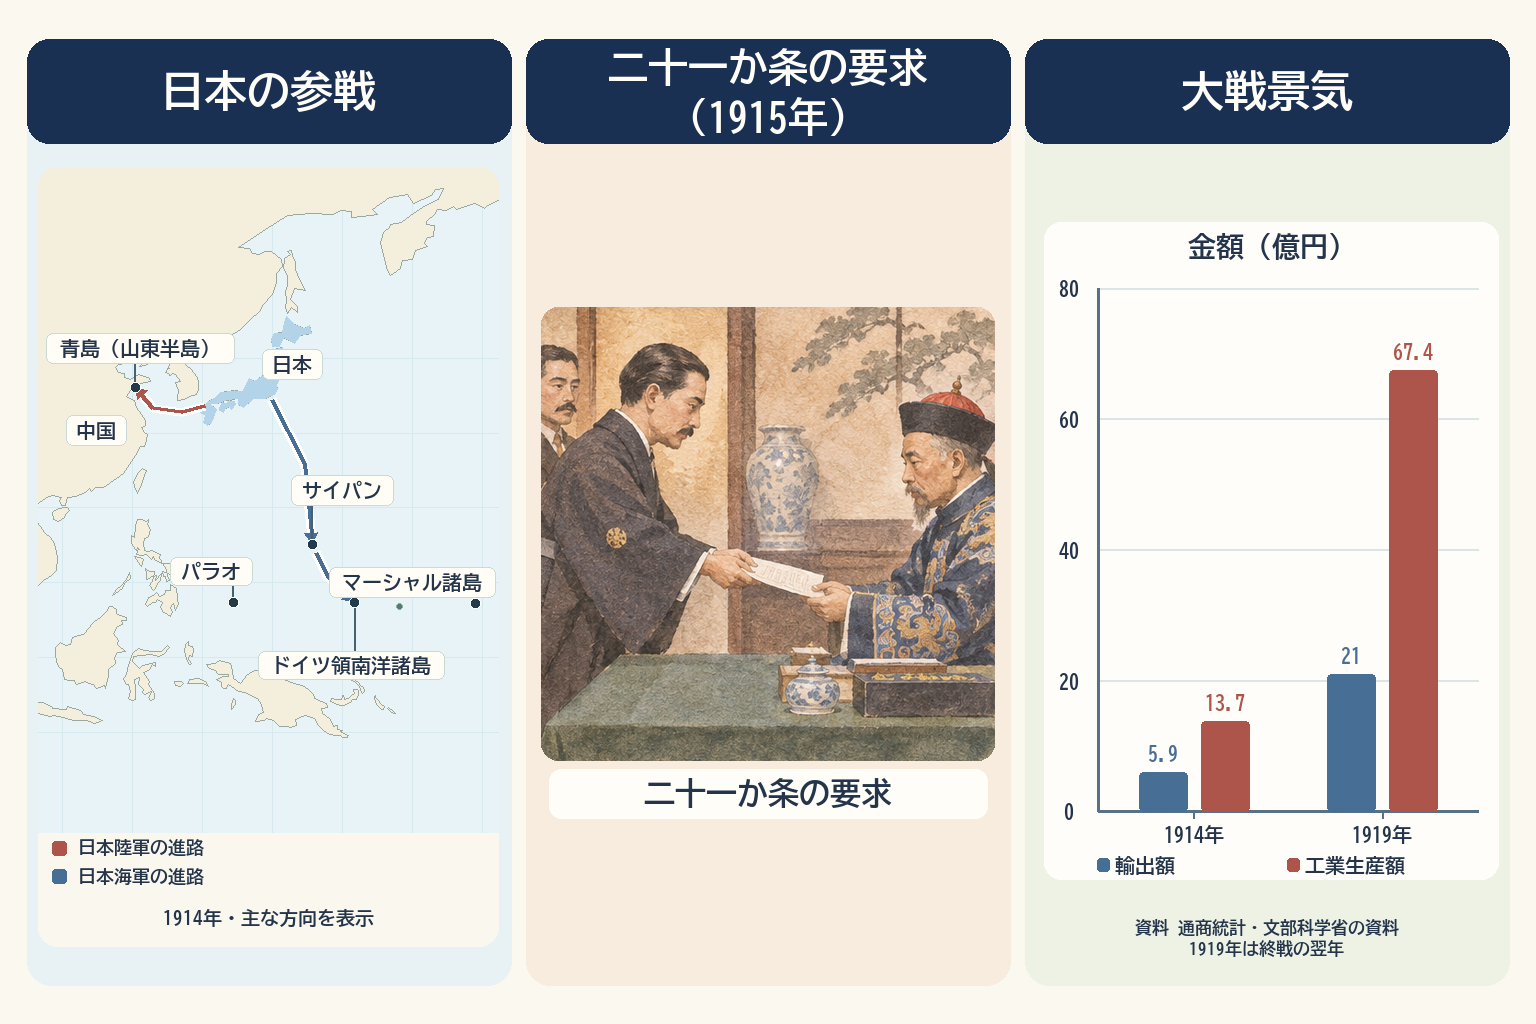 日本の参戦
青島（山東半島）
日本
中国
サイパン
パラオ
マーシャル諸島
ドイツ領南洋諸島
日本陸軍の進路
日本海軍の進路
1914年・主な方向を表示
二十一か条の要求
（1915年）
二十一か条の要求
大戦景気
金額（億円）
80
60
40
20
0
5.9
13.7
21
67.4
1914年
1919年
輸出額
工業生産額
資料 通商統計・文部科学省の資料
1919年は終戦の翌年